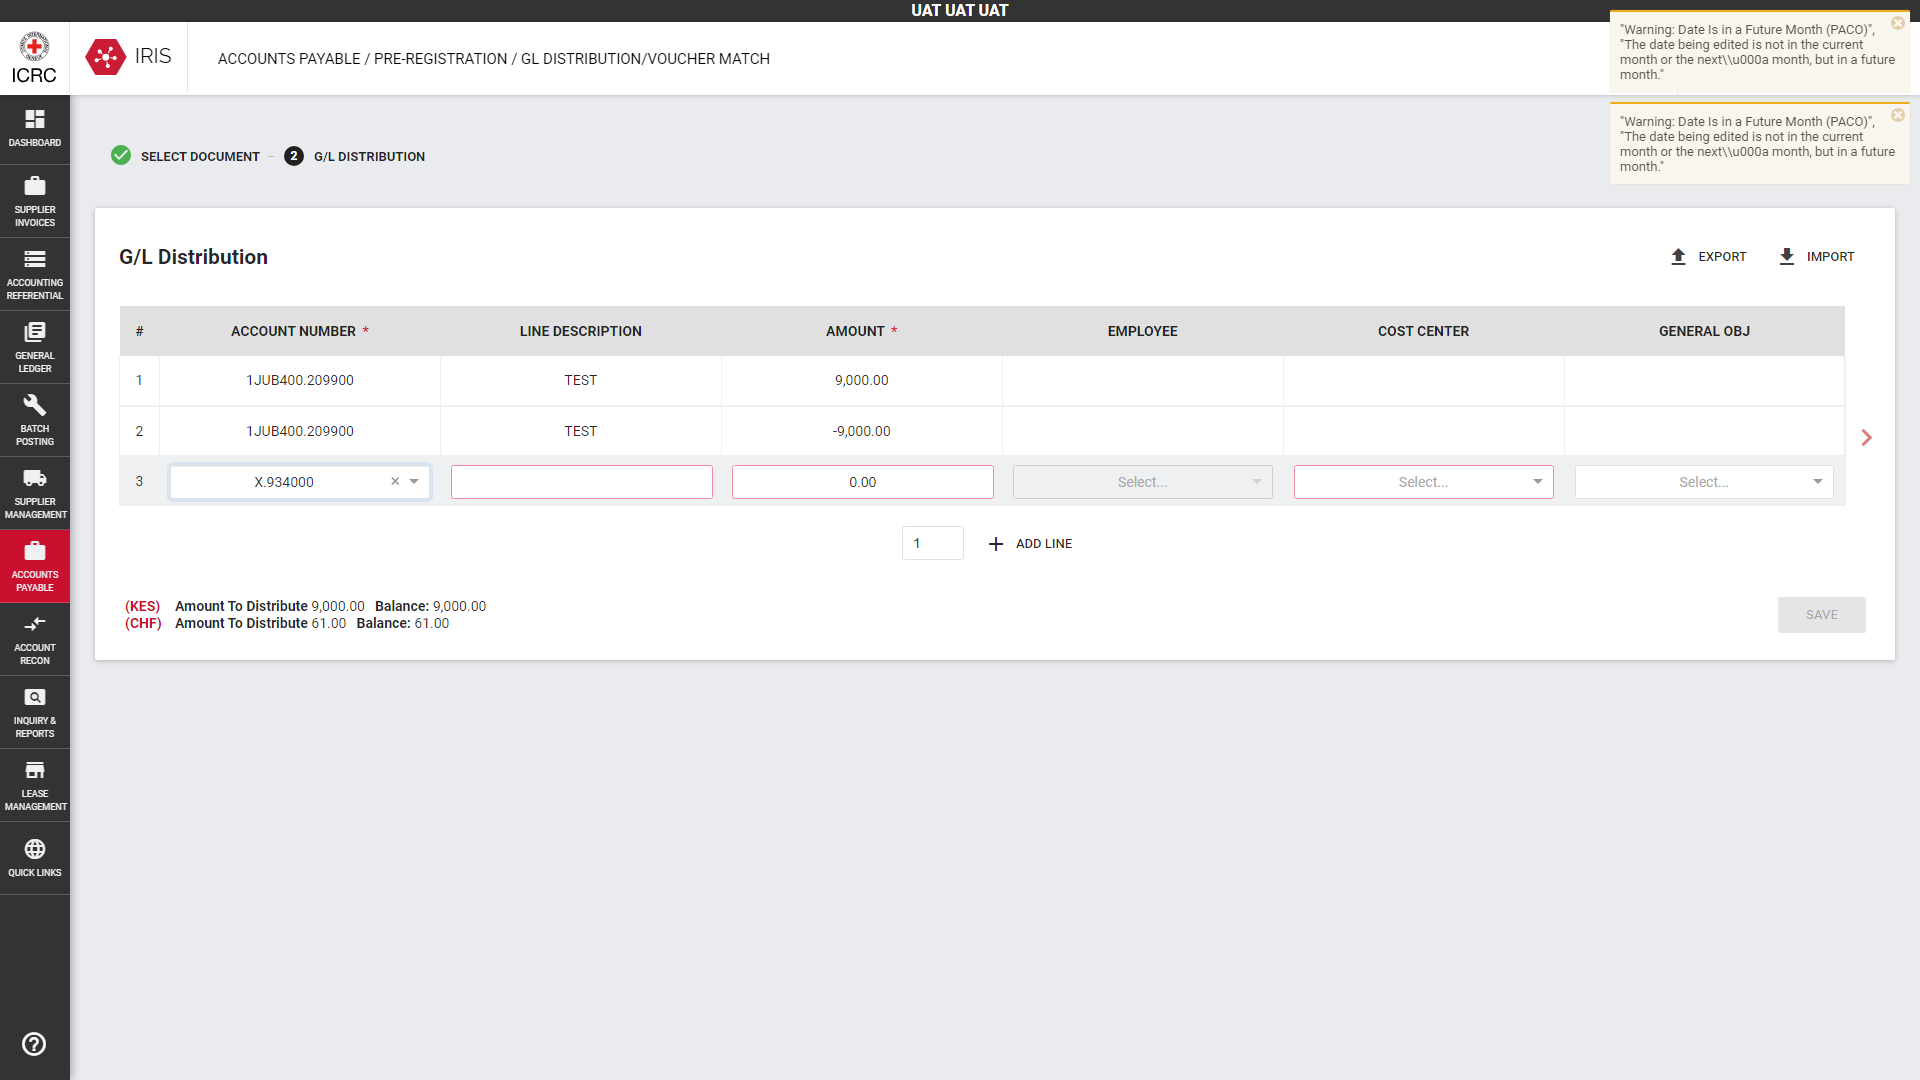 UAT UAT UAT
ICRC
IRIS
ACCOUNTS PAYABLE / PRE-REGISTRATION / GL DISTRIBUTION/VOUCHER MATCH
"Warning: Date Is in a Future Month (PACO)",
"The date being edited is not in the current
month or the next\\u000a month, but in a future
month."
"Warning: Date Is in a Future Month (PACO)",
"The date being edited is not in the current
month or the next\\u000a month, but in a future
month."
DASHBOARD
SUPPLIER
INVOICES
ACCOUNTING
REFERENTIAL
GENERAL
LEDGER
BATCH
POSTING
SUPPLIER
MANAGEMENT
ACCOUNTS
PAYABLE
ACCOUNT
RECON
INQUIRY &
REPORTS
LEASE
MANAGEMENT
QUICK LINKS
SELECT DOCUMENT – 2 G/L DISTRIBUTION
G/L Distribution
EXPORT IMPORT
# ACCOUNT NUMBER * LINE DESCRIPTION AMOUNT * EMPLOYEE COST CENTER GENERAL OBJ
1 1JUB400.209900 TEST 9,000.00
2 1JUB400.209900 TEST -9,000.00
3 X.934000 × 0.00 Select... Select... Select...
1 + ADD LINE
(KES) Amount To Distribute 9,000.00 Balance: 9,000.00
(CHF) Amount To Distribute 61.00 Balance: 61.00
SAVE